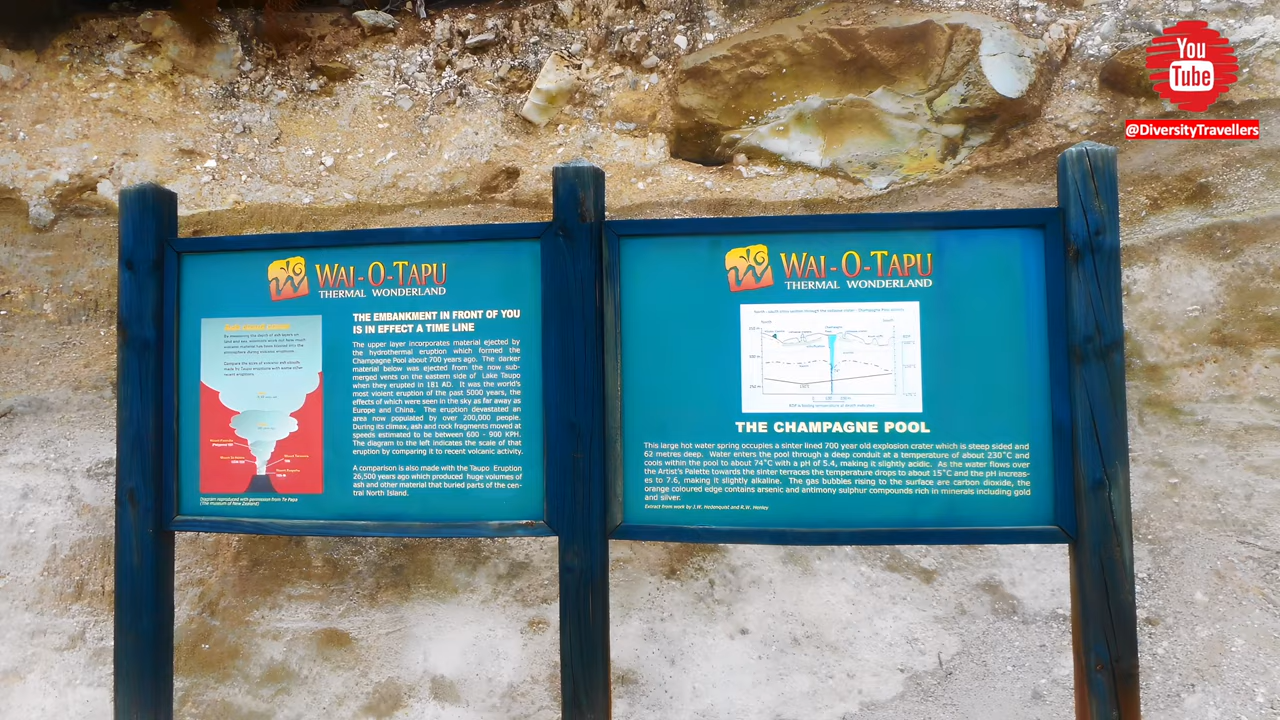 You
Tube
@DiversityTravellers
WAI-O-TAPU
THERMAL WONDERLAND
THE EMBANKMENT IN FRONT OF YOU
IS IN EFFECT A TIME LINE
The upper layer incorporates material ejected by
the hydrothermal eruption which formed the
Champagne Pool about 700 years ago. The darker
material below was ejected from the now sub-
merged vents on the eastern side of Lake Taupo
when they erupted in 181 AD. It was the world's
most violent eruption of the past 5000 years, the
effects of which were seen in the sky as far away as
Europe and China. The eruption devastated an
area now populated by over 200,000 people.
During its climax, ash and rock fragments moved at
speeds estimated to be between 600 - 900 KPH.
The diagram to the left indicates the scale of that
eruption by comparing it to recent volcanic activity.
A comparison is also made with the Taupo Eruption
26,500 years ago which produced huge volumes of
ash and other material that buried parts of the cen-
tral North Island.
Diagram reproduced with permission from Te Papa
(the museum of New Zealand)
WAI-O-TAPU
THERMAL WONDERLAND
THE CHAMPAGNE POOL
This large hot water spring occupies a sinter lined 700 year old explosion crater which is steep sided and
62 metres deep. Water enters the pool through a deep conduit at a temperature of about 230°C and
cools within the pool to about 74°C with a pH of 5.4, making it slightly acidic. As the water flows over
the Artist's Palette towards the sinter terraces the temperature drops to about 15°C and the pH increas-
es to 7.6, making it slightly alkaline. The gas bubbles rising to the surface are carbon dioxide, the
orange coloured edge contains arsenic and antimony sulphur compounds rich in minerals including gold
and silver.
Extract from work by J.W. Hedenquist and R.W. Henley